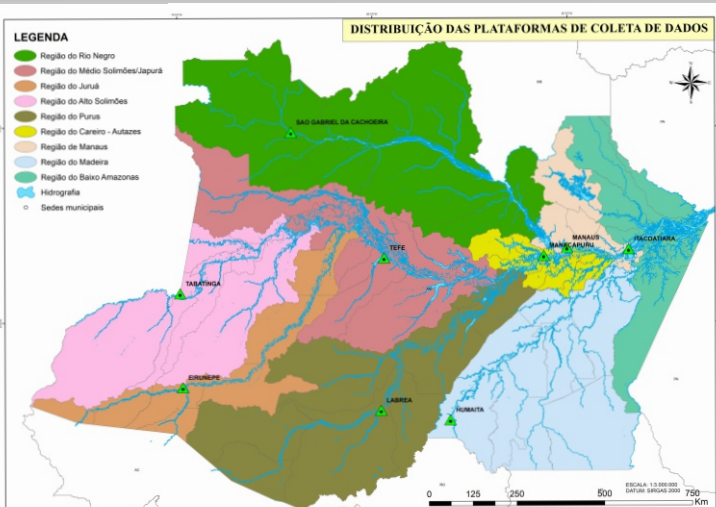 DISTRIBUIÇÃO DAS PLATAFORMAS DE COLETA DE DADOS
LEGENDA
Região do Rio Negro
Região do Médio Solimões/Japurá
Região do Juruá
Região do Alto Solimões
Região do Purus
Região do Careiro - Autazes
Região de Manaus
Região do Madeira
Região do Baixo Amazonas
Hidrografia
Sedes municipais
SAO GABRIEL DA CACHOEIRA
MANAUS
MANACAPURU
ITACOATIARA
TEFE
TABATINGA
EIRUNEPE
LABREA
HUMAITA
ESCALA: 1:3.000.000
DATUM: SIRGAS 2000
0 125 250 500 750
Km